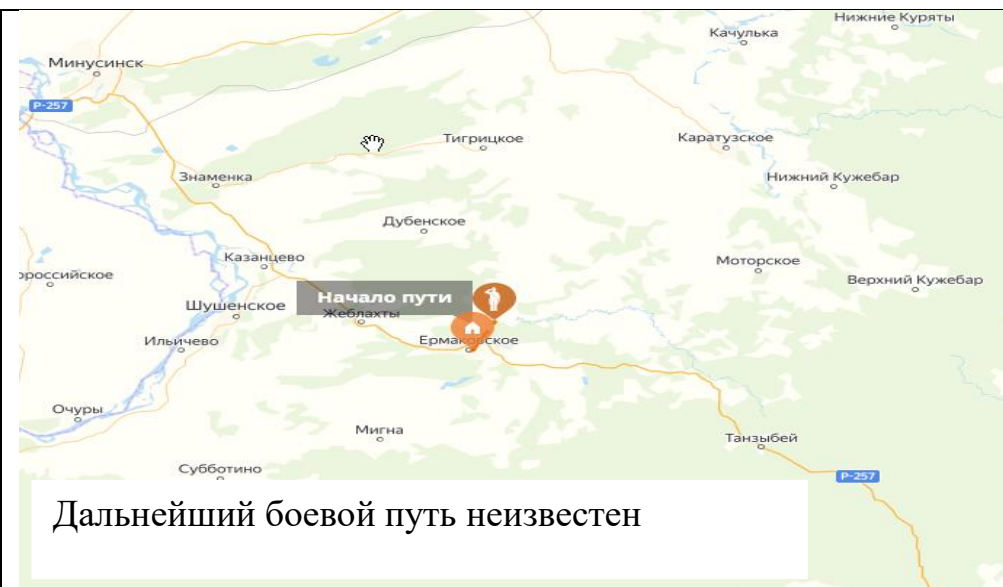 Нижние Куряты
Качулька
Минусинск
Р-257
Тигрицкое
Каратузское
Знаменка
Нижний Кужебар
Дубенское
Казанцево
Моторское
ороссийское
Верхний Кужебар
Начало пути
Шушенское
Жеблахты
Ильичево
Ермаковское
Очуры
Мигна
Танзыбей
Субботино
Р-257
Дальнейший боевой путь неизвестен